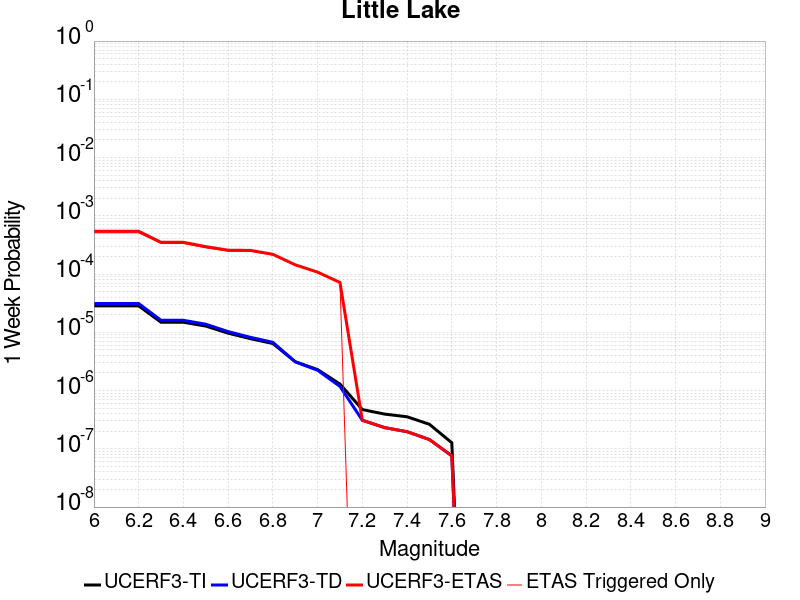 Little Lake
10^0
10^-1
10^-2
10^-3
10^-4
10^-5
10^-6
10^-7
10^-8
1 Week Probability
6 6.2 6.4 6.6 6.8 7 7.2 7.4 7.6 7.8 8 8.2 8.4 8.6 8.8 9
Magnitude
UCERF3-TI UCERF3-TD UCERF3-ETAS ETAS Triggered Only